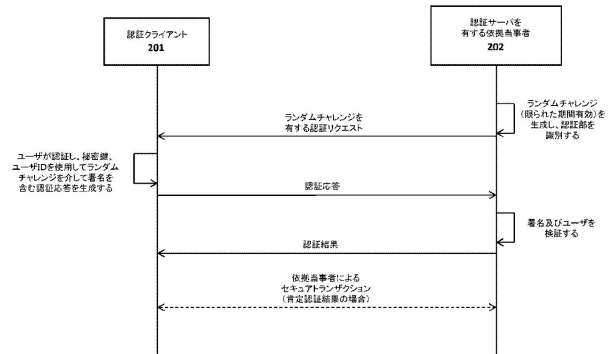 認証クライアント
201
認証サーバを
有する依拠当事者
202
ランダムチャレンジ
（限られた期間有効）を
生成し、認証部を
識別する
ランダムチャレンジを
有する認証リクエスト
ユーザが認証し、秘密鍵、
ユーザIDを使用してランダム
チャレンジを介して署名を
含む認証応答を生成する
認証応答
署名及びユーザを
検証する
認証結果
依拠当事者による
セキュアトランザクション
（肯定認証結果の場合）